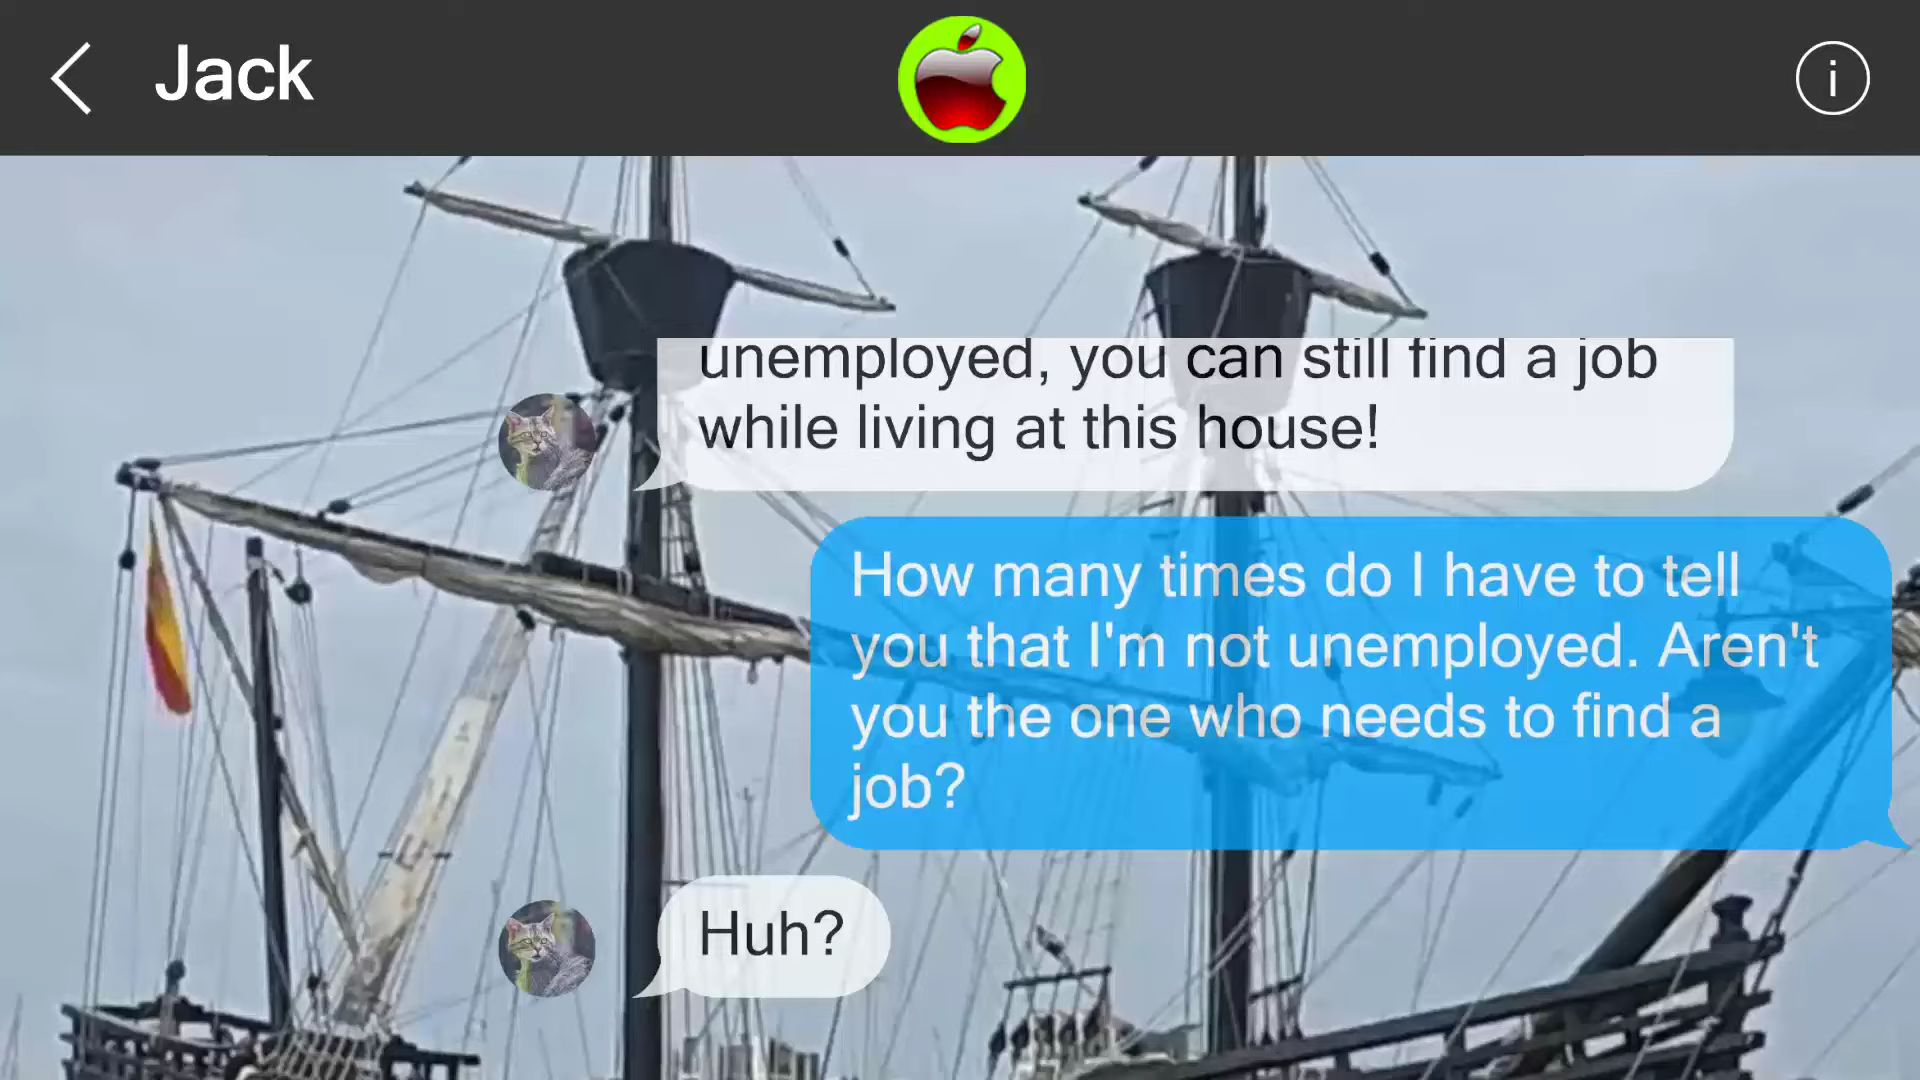 Jack
unemployed, you can still find a job
while living at this house!
How many times do I have to tell
you that I'm not unemployed. Aren't
you the one who needs to find a
job?
Huh?